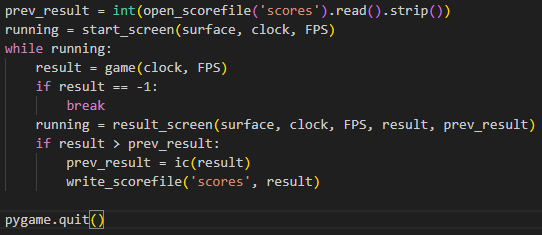 prev_result = int(open_scorefile('scores').read().strip())
running = start_screen(surface, clock, FPS)
while running:
    result = game(clock, FPS)
    if result == -1:
        break
    running = result_screen(surface, clock, FPS, result, prev_result)
    if result > prev_result:
        prev_result = ic(result)
        write_scorefile('scores', result)

pygame.quit()